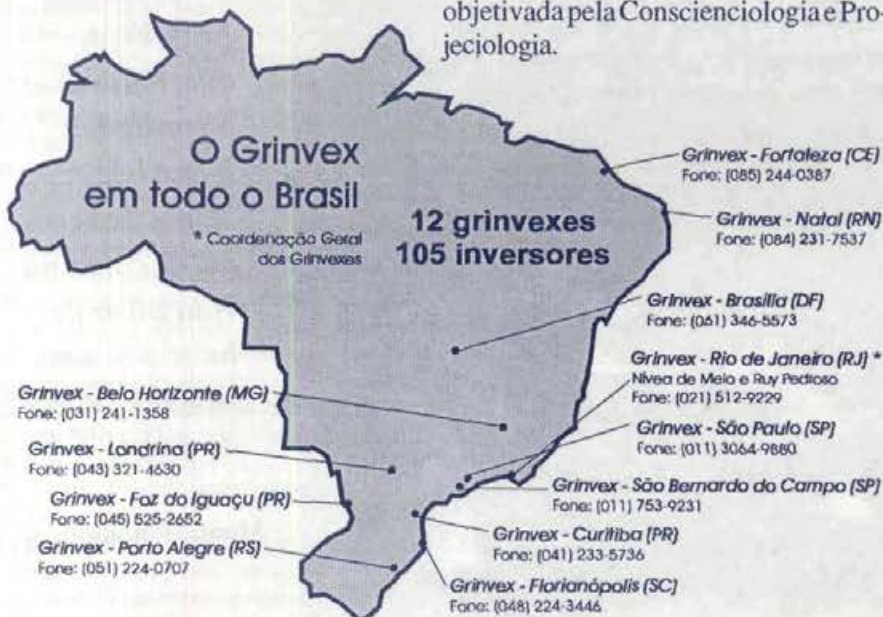 objetivada pela Conscienciologia e Pro-
jeciologia.
O Grinvex
em todo o Brasil
* Coordenação Geral
dos Grinvexes
12 grinvexes
105 inversores
Grinvex - Fortaleza (CE)
Fone: (085) 244-0387
Grinvex - Natal (RN)
Fone: (084) 231-7537
Grinvex - Brasília (DF)
Fone: (061) 346-5573
Grinvex - Rio de Janeiro (RJ) *
Nívea de Melo e Ruy Pedroso
Fone: (021) 512-9229
Grinvex - São Paulo (SP)
Fone: (011) 3064-9880
Grinvex - São Bernardo do Campo (SP)
Fone: (011) 753-9231
Grinvex - Curitiba (PR)
Fone: (041) 233-5736
Grinvex - Florianópolis (SC)
Fone: (048) 224-3446
Grinvex - Belo Horizonte (MG)
Fone: (031) 241-1358
Grinvex - Londrina (PR)
Fone: (043) 321-4630
Grinvex - Foz do Iguaçu (PR)
Fone: (045) 525-2652
Grinvex - Porto Alegre (RS)
Fone: (051) 224-0707